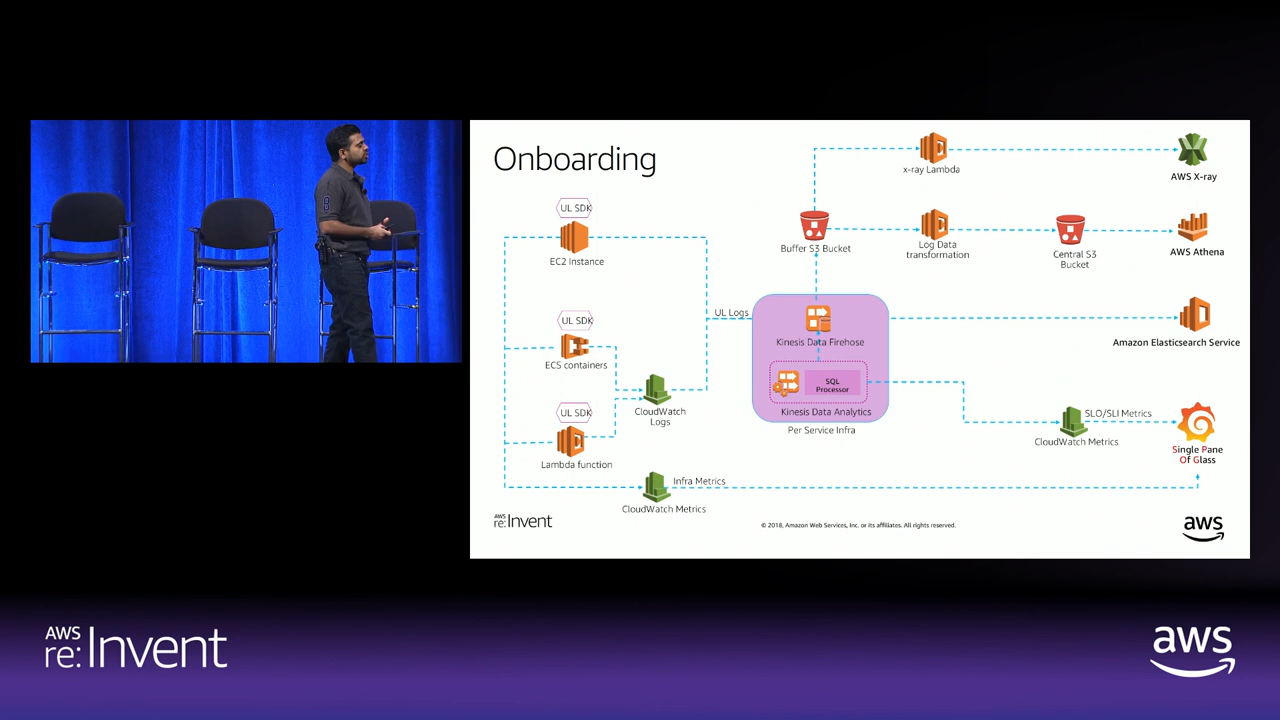 Onboarding
UL SDK
EC2 Instance
UL SDK
ECS containers
UL SDK
Lambda function
CloudWatch
Logs
CloudWatch Metrics
Infra Metrics
UL Logs
x-ray Lambda
AWS X-ray
Buffer S3 Bucket
Log Data
transformation
Central S3
Bucket
AWS Athena
Kinesis Data Firehose
SQL
Processor
Kinesis Data Analytics
Per Service Infra
Amazon Elasticsearch Service
SLO/SLI Metrics
CloudWatch Metrics
Single Pane
Of Glass
AWS
re:Invent
© 2018, Amazon Web Services, Inc. or its affiliates. All rights reserved.
aws
AWS
re:Invent
aws